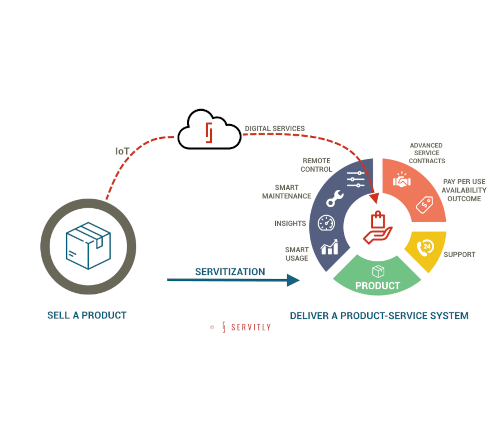 ADVANCED
SERVICE
CONTRACTS
DIGITAL SERVICES
IoT
REMOTE
CONTROL
SMART
MAINTENANCE
INSIGHTS
SMART
USAGE
PAY PER USE
AVAILABILITY
OUTCOME
24
SUPPORT
PRODUCT
SERVITIZATION
SELL A PRODUCT
DELIVER A PRODUCT-SERVICE SYSTEM
SERVITLY